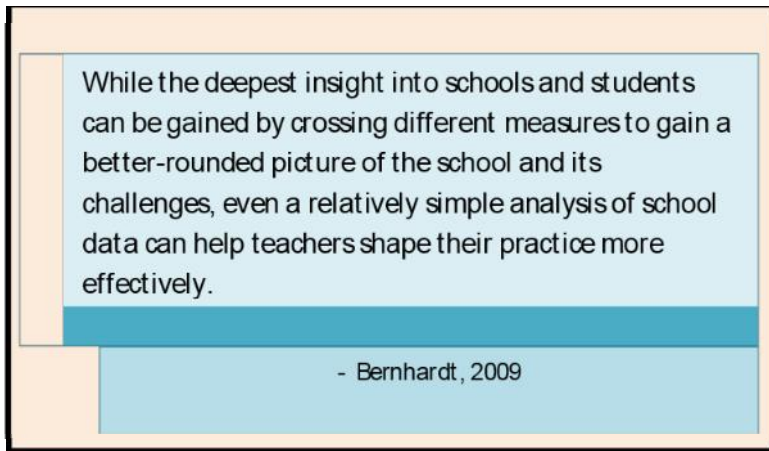 While the deepest insight into schools and students
can be gained by crossing different measures to gain a
better-rounded picture of the school and its
challenges, even a relatively simple analysis of school
data can help teachers shape their practice more
effectively.
- Bernhardt, 2009